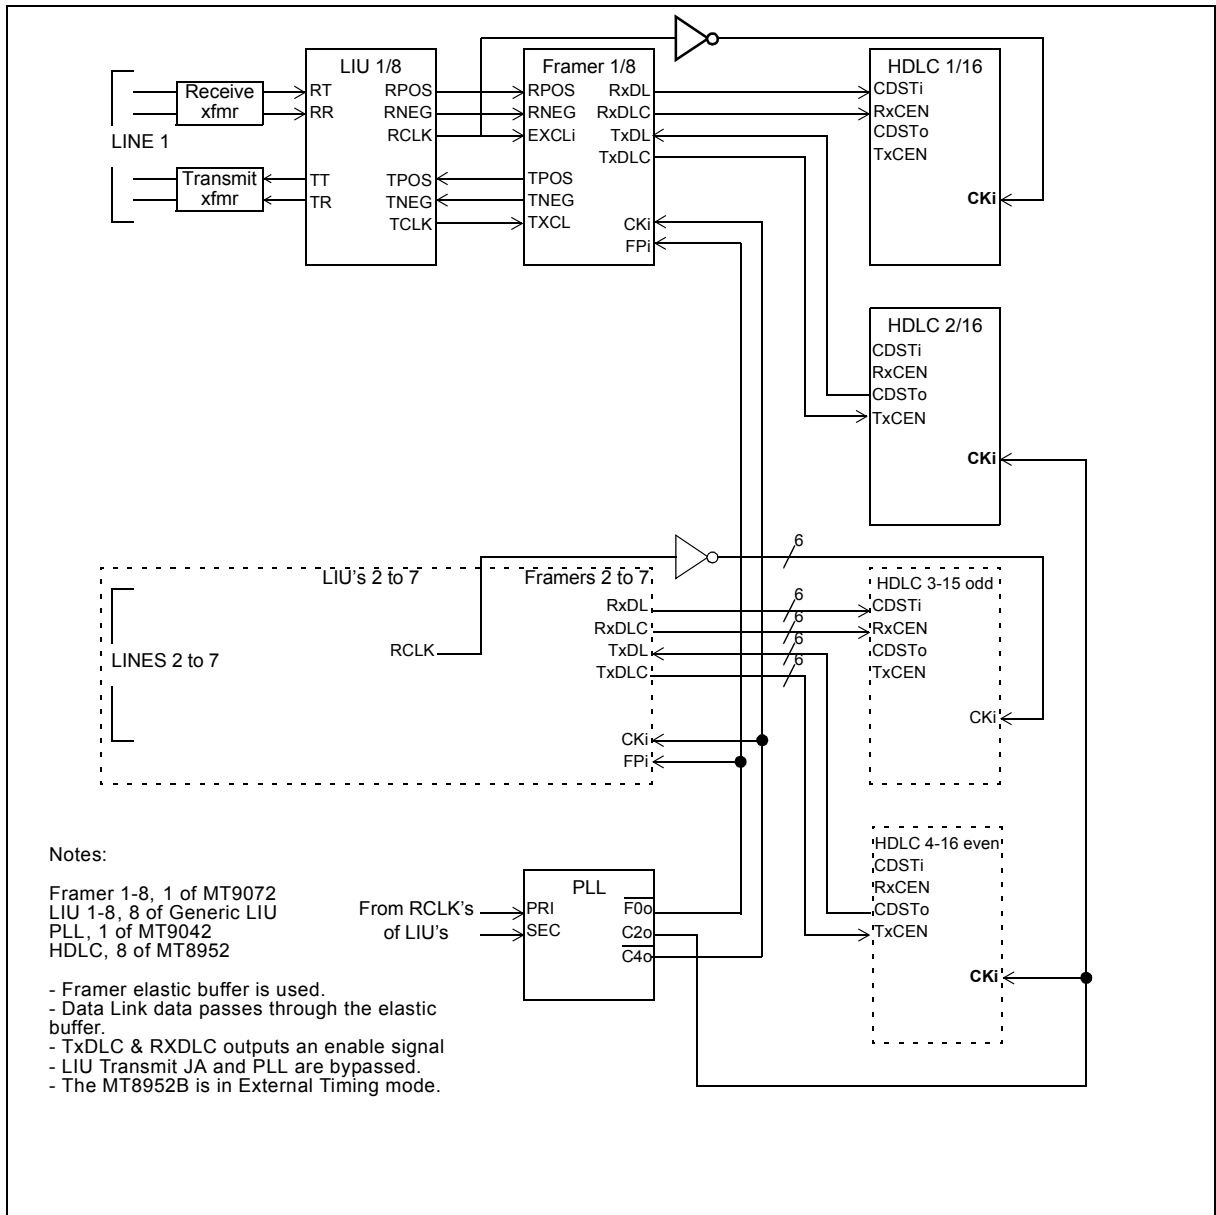 LIU 1/8
Framer 1/8
HDLC 1/16
Receive
xfmr
RT
RR
RPOS
RNEG
RCLK
RPOS
RNEG
EXCLi
RxDL
RxDLC
TxDL
TxDLC
CDSTi
RxCEN
CDSTo
TxCEN
LINE 1
Transmit
xfmr
TT
TR
TPOS
TNEG
TCLK
TPOS
TNEG
TXCL
CKi
FPi
CKi
HDLC 2/16
CDSTi
RxCEN
CDSTo
TxCEN
CKi
6
LIU's 2 to 7
Framers 2 to 7
HDLC 3-15 odd
RxDL
6
CDSTi
RxDLC
6
RxCEN
LINES 2 to 7
RCLK
TxDL
6
CDSTo
TxDLC
6
TxCEN
CKi
CKi
FPi
HDLC 4-16 even
CDSTi
RxCEN
CDSTo
TxCEN
CKi
From RCLK's
of LIU's
PLL
PRI
SEC
F0o
C2o
C4o
Notes:
Framer 1-8, 1 of MT9072
LIU 1-8, 8 of Generic LIU
PLL, 1 of MT9042
HDLC, 8 of MT8952
- Framer elastic buffer is used.
- Data Link data passes through the elastic
buffer.
- TxDLC & RXDLC outputs an enable signal
- LIU Transmit JA and PLL are bypassed.
- The MT8952B is in External Timing mode.